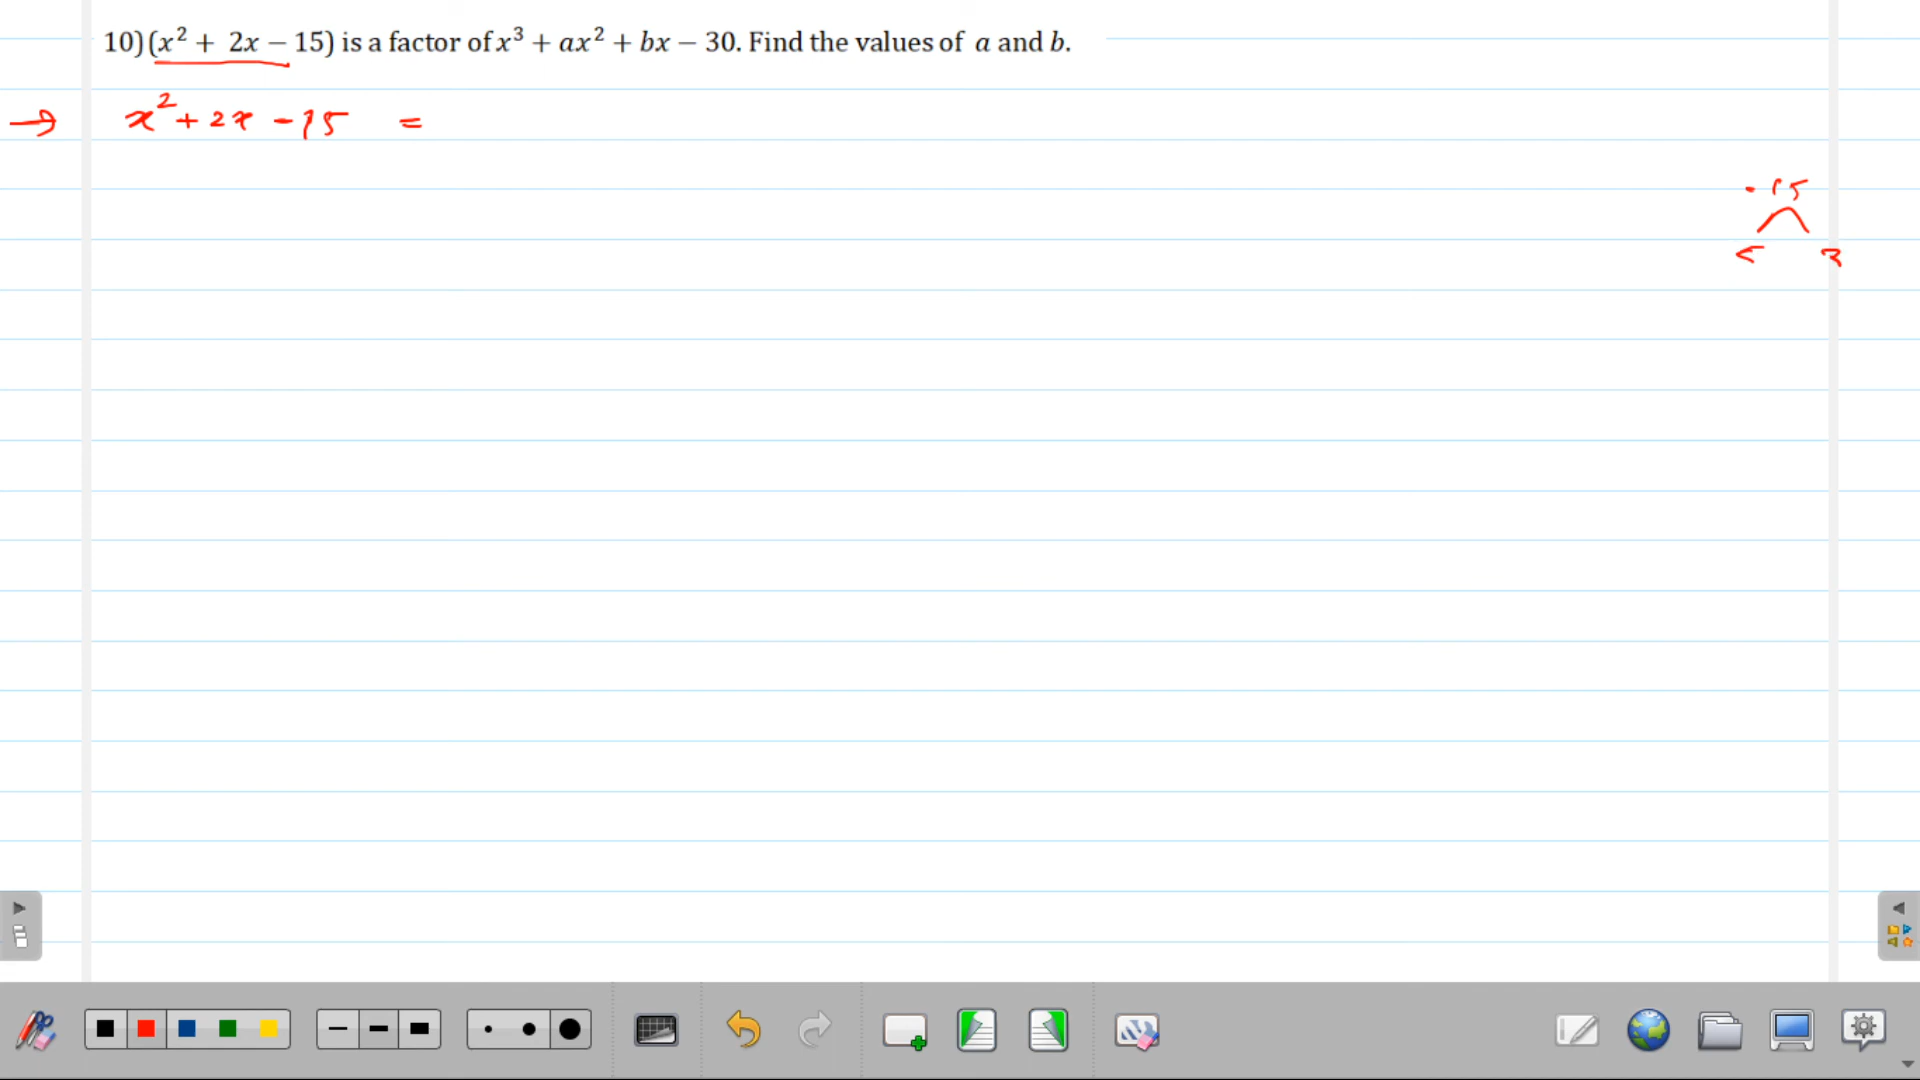 10) (x² + 2x − 15) is a factor of x³ + ax² + bx − 30. Find the values of a and b.
→ x² + 2x - 15 =
- 15
5 3